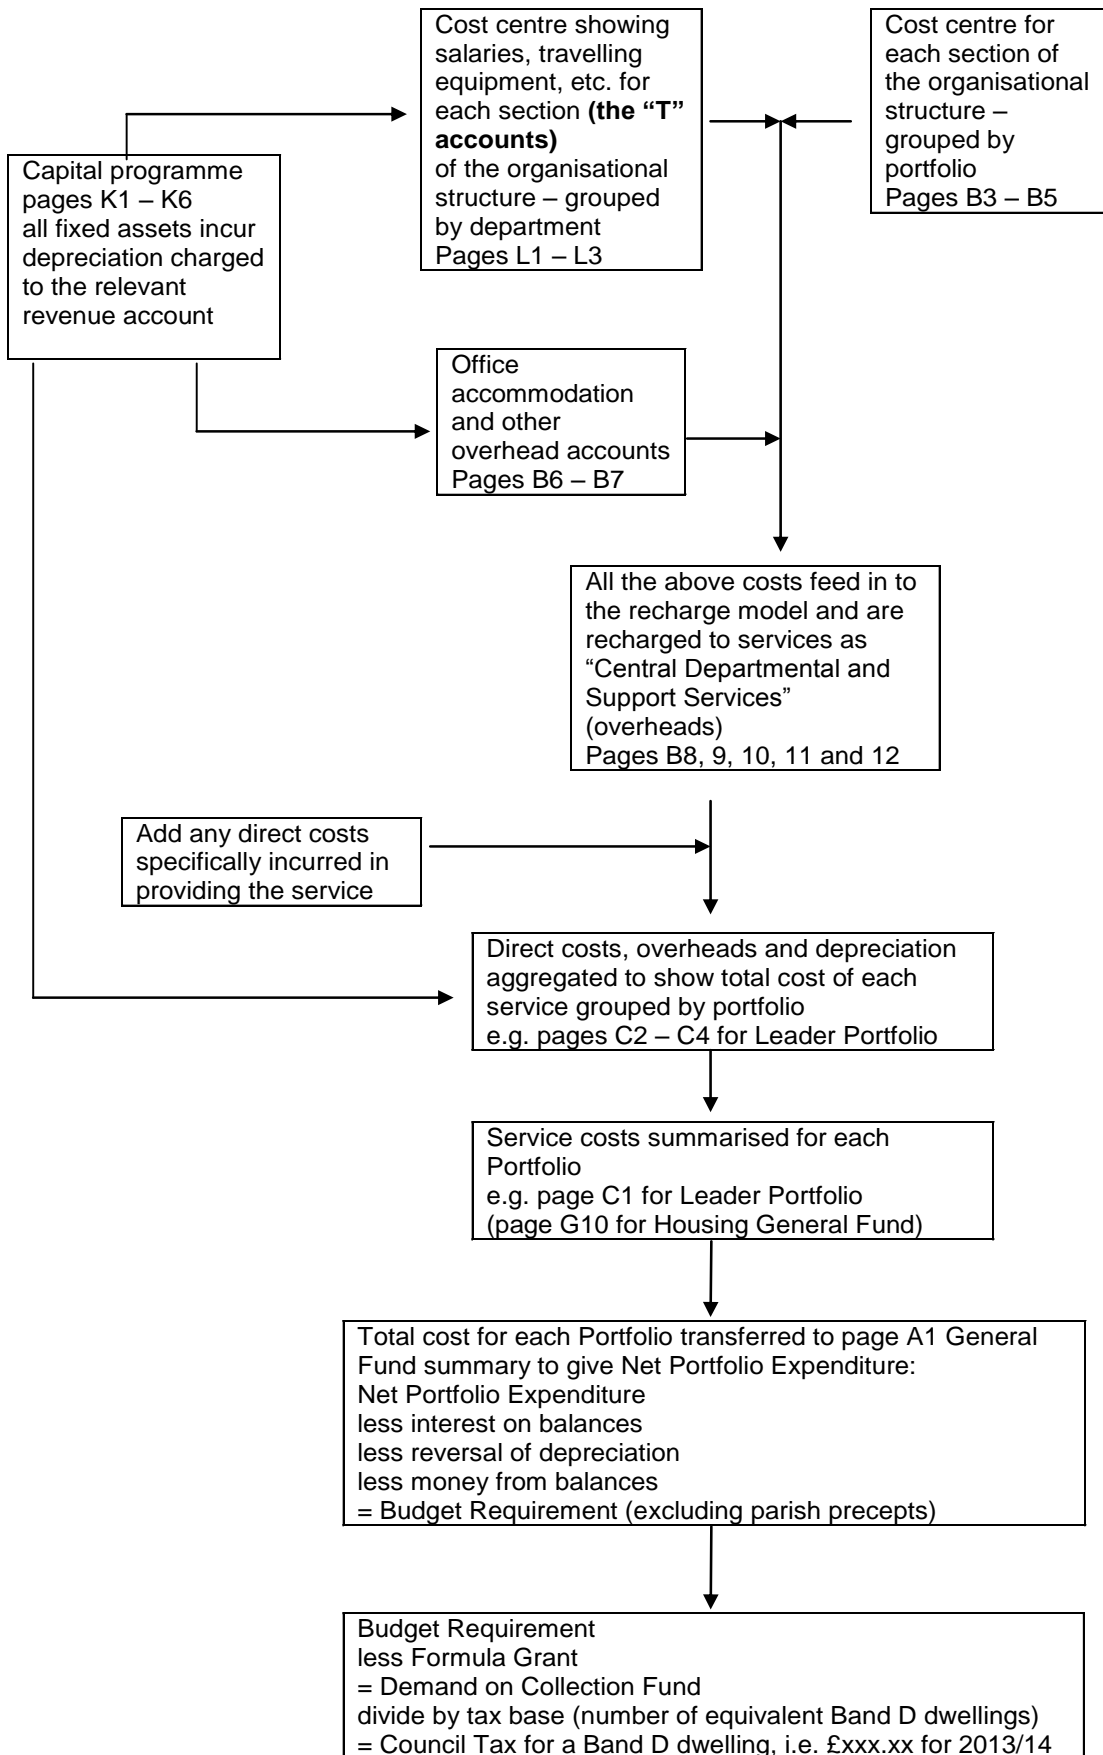 Cost centre showing
salaries, travelling
equipment, etc. for
each section (the “T”
accounts)
of the organisational
structure – grouped
by department
Pages L1 – L3
Cost centre for
each section of
the organisational
structure –
grouped by
portfolio
Pages B3 – B5
Capital programme
pages K1 – K6
all fixed assets incur
depreciation charged
to the relevant
revenue account
Office
accommodation
and other
overhead accounts
Pages B6 – B7
All the above costs feed in to
the recharge model and are
recharged to services as
“Central Departmental and
Support Services”
(overheads)
Pages B8, 9, 10, 11 and 12
Add any direct costs
specifically incurred in
providing the service
Direct costs, overheads and depreciation
aggregated to show total cost of each
service grouped by portfolio
e.g. pages C2 – C4 for Leader Portfolio
Service costs summarised for each
Portfolio
e.g. page C1 for Leader Portfolio
(page G10 for Housing General Fund)
Total cost for each Portfolio transferred to page A1 General
Fund summary to give Net Portfolio Expenditure:
Net Portfolio Expenditure
less interest on balances
less reversal of depreciation
less money from balances
= Budget Requirement (excluding parish precepts)
Budget Requirement
less Formula Grant
= Demand on Collection Fund
divide by tax base (number of equivalent Band D dwellings)
= Council Tax for a Band D dwelling, i.e. £xxx.xx for 2013/14